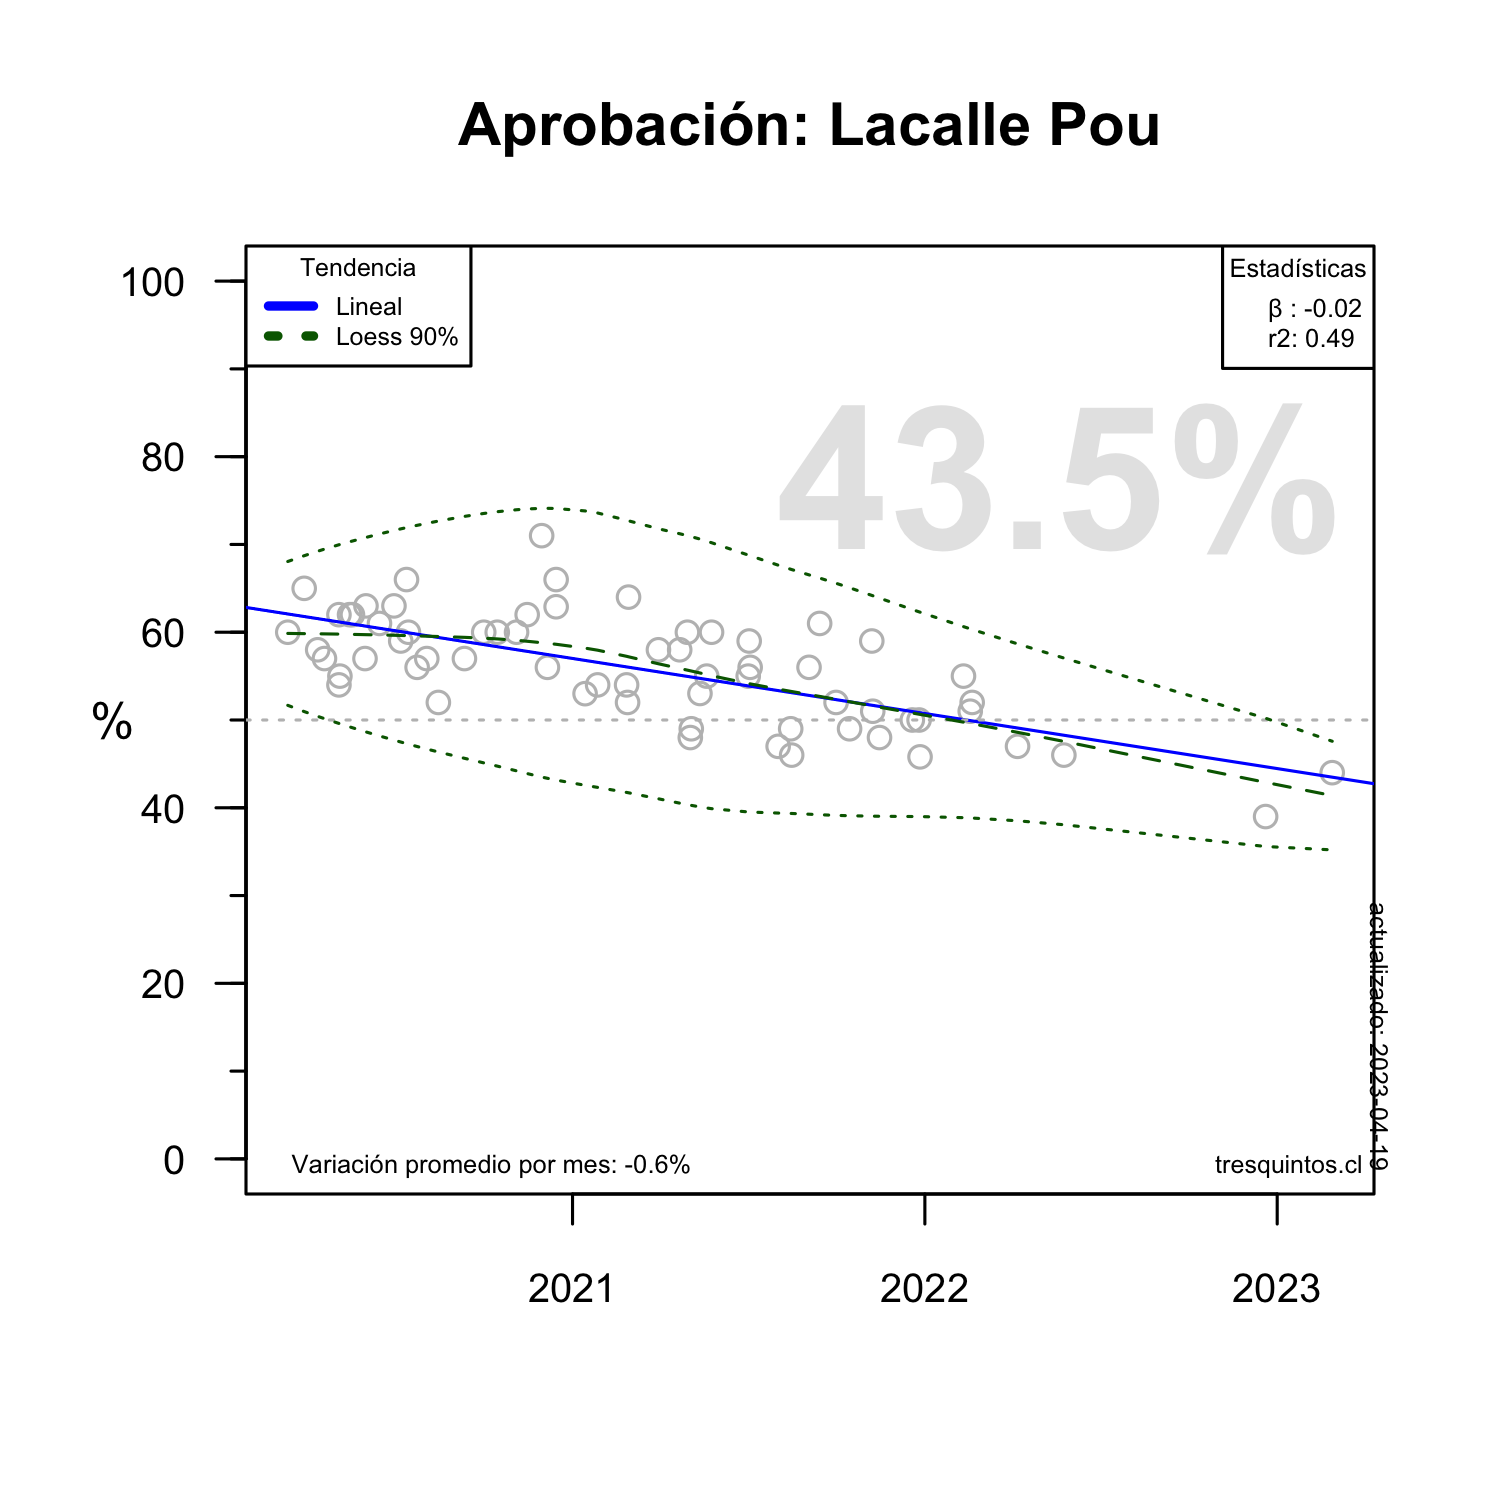 Aprobación: Lacalle Pou
Tendencia
Lineal
Loess 90%
Estadísticas
β : -0.02
r2: 0.49
43.5%
100
80
60
40
20
0
%
Variación promedio por mes: -0.6%
tresquintos.cl
actualizado: 2023-04-19
2021
2022
2023